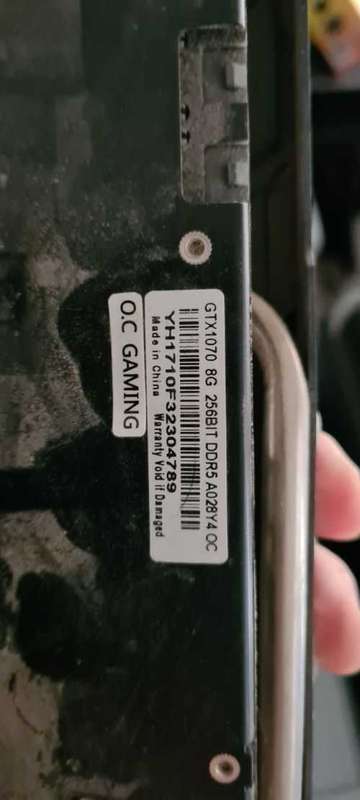 GTX1070 8G 256BIT DDR5 A028Y4 OC
YH1710F32304789
Made in China Warranty Void if Damaged
O.C GAMING